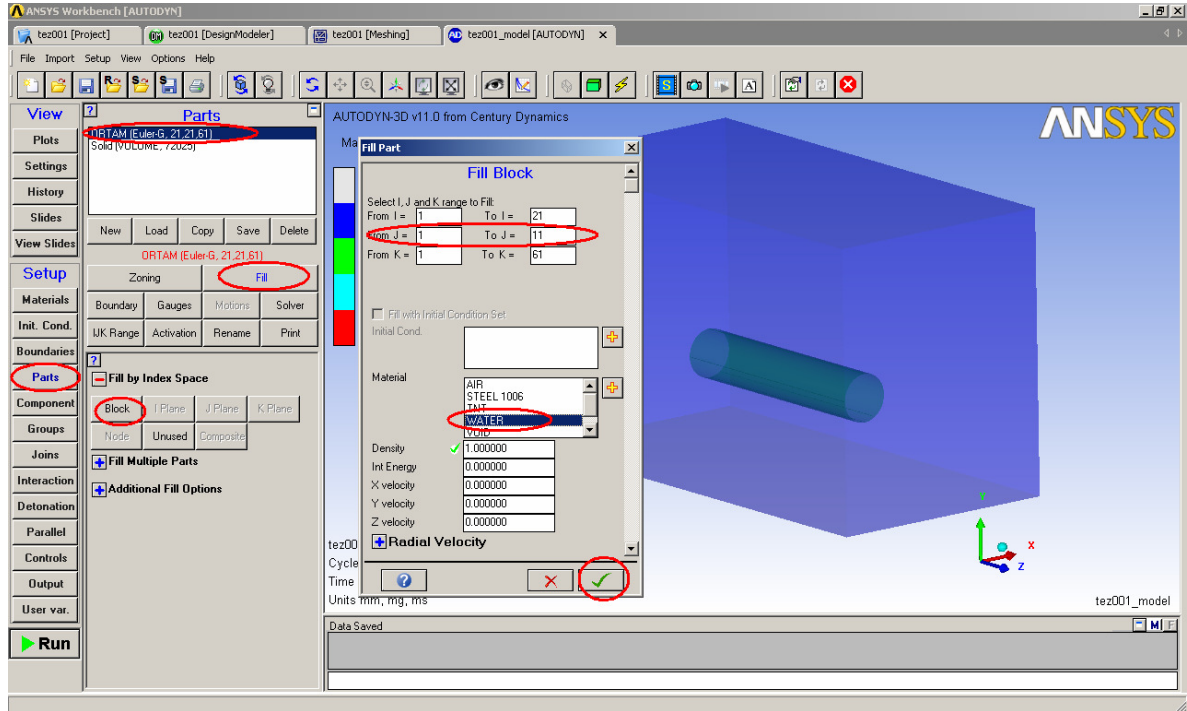 ANSYS Workbench [AUTODYN]
tez001 [Project]
tez001 [DesignModeler]
tez001 [Meshing]
tez001_model [AUTODYN]
File Import Setup View Options Help
View
Plots
Settings
History
Slides
View Slides
Setup
Materials
Init. Cond.
Boundaries
Parts
Component
Groups
Joins
Interaction
Detonation
Parallel
Controls
Output
User var.
Run
Parts
ORTAM (Euler-G, 21,21,61)
Solid (VOLUME, 72025)
New Load Copy Save Delete
ORTAM (Euler-G, 21,21,61)
Zoning Fill
Boundary Gauges Motions Solver
IJK Range Activation Rename Print
Fill by Index Space
Block I Plane J Plane K Plane
Node Unused Composite
Fill Multiple Parts
Additional Fill Options
AUTODYN-3D v11.0 from Century Dynamics
ANSYS
Ma
Fill Part
Fill Block
Select I, J and K range to Fill:
From I = 1 To I = 21
From J = 1 To J = 11
From K = 1 To K = 61
Fill with Initial Condition Set
Initial Cond.
Material
AIR
STEEL 1006
TNT
WATER
VOID
Density 1.000000
Int Energy 0.000000
X velocity 0.000000
Y velocity 0.000000
Z velocity 0.000000
Radial Velocity
Y
X
Z
tez00
Cycle
Time
Units mm, mg, ms
tez001_model
Data Saved
M F